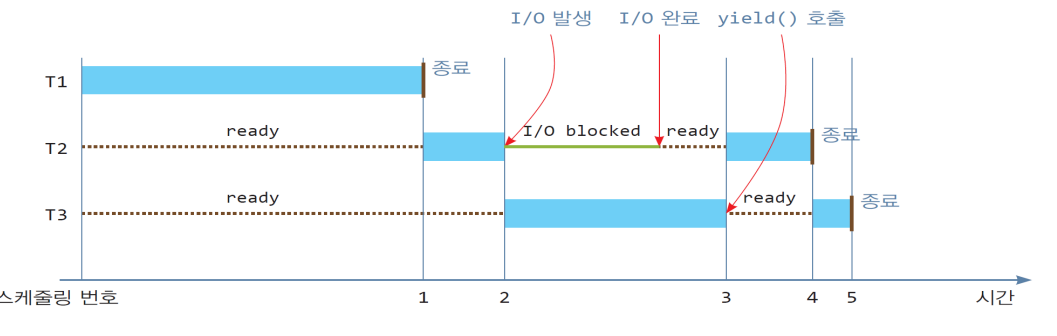 I/O 발생 I/O 완료 yield() 호출
T1 종료
ready I/O blocked ready
T2 종료
ready ready
T3 종료
스케줄링 번호 1 2 3 4 5 시간